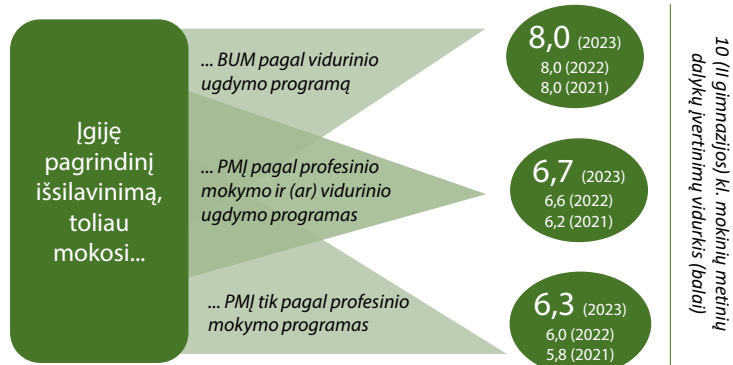 Įgiję
pagrindinį
išsilavinimą,
toliau
mokosi...
... BUM pagal vidurinio
ugdymo programą
8,0 (2023)
8,0 (2022)
8,0 (2021)
... PMĮ pagal profesinio
mokymo ir (ar) vidurinio
ugdymo programas
6,7 (2023)
6,6 (2022)
6,2 (2021)
... PMĮ tik pagal profesinio
mokymo programas
6,3 (2023)
6,0 (2022)
5,8 (2021)
10 (II gimnazijos) kl. mokinių metinių
dalykų įvertinimų vidurkis (balai)